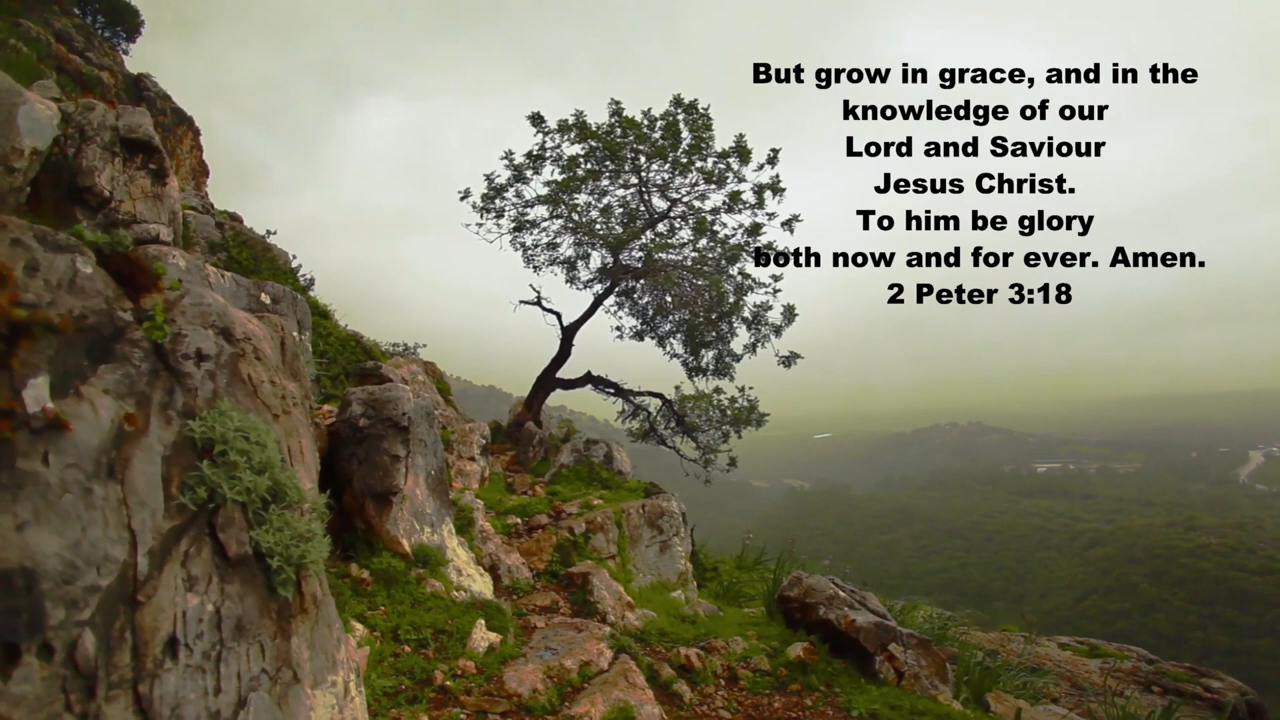 But grow in grace, and in the
knowledge of our
Lord and Saviour
Jesus Christ.
To him be glory
both now and for ever. Amen.
2 Peter 3:18